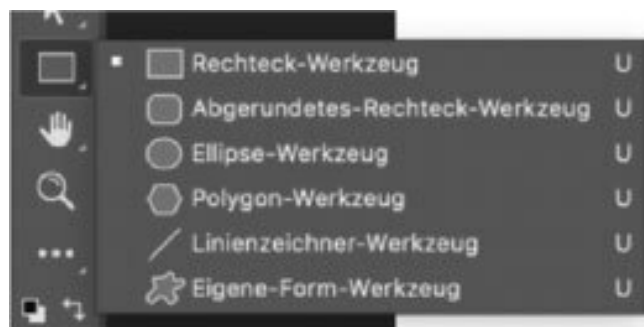 Rechteck-Werkzeug U
Abgerundetes-Rechteck-Werkzeug U
Ellipse-Werkzeug U
Polygon-Werkzeug U
Linienzeichner-Werkzeug U
Eigene-Form-Werkzeug U